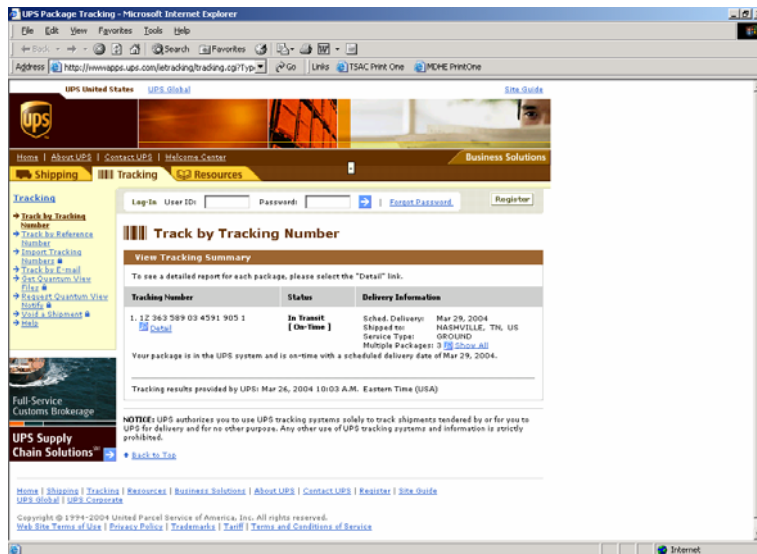 UPS Package Tracking - Microsoft Internet Explorer
File Edit View Favorites Tools Help
Back Search Favorites
Address http://wwwapps.ups.com/ietracking/tracking.cgi?Typ Go Links TSAC Print One MDHE PrintOne
UPS United States UPS Global Site Guide
ups
Home | About UPS | Contact UPS | Welcome Center Business Solutions
Shipping Tracking Resources
Tracking
Log-In User ID: Password: | Forgot Password Register
Track by Tracking
Number
Track by Reference
Number
Import Tracking
Numbers
Track by E-mail
Get Quantum View
Files
Request Quantum View
Notify
Void a Shipment
Help
Track by Tracking Number
View Tracking Summary
To see a detailed report for each package, please select the "Detail" link.
Tracking Number Status Delivery Information
1. 1Z 363 589 03 4591 905 1 In Transit Sched. Delivery: Mar 29, 2004
Detail [ On-Time ] Shipped to: NASHVILLE, TN, US
Service Type: GROUND
Multiple Packages: 3 Show All
Your package is in the UPS system and is on-time with a scheduled delivery date of Mar 29, 2004.
Tracking results provided by UPS: Mar 26, 2004 10:03 A.M. Eastern Time (USA)
Full-Service
Customs Brokerage
UPS Supply
Chain Solutions
NOTICE: UPS authorizes you to use UPS tracking systems solely to track shipments tendered by or for you to
UPS for delivery and for no other purpose. Any other use of UPS tracking systems and information is strictly
prohibited.
Back to Top
Home | Shipping | Tracking | Resources | Business Solutions | About UPS | Contact UPS | Register | Site Guide
UPS Global | UPS Corporate
Copyright © 1994-2004 United Parcel Service of America, Inc. All rights reserved.
Web Site Terms of Use | Privacy Policy | Trademarks | Tariff | Terms and Conditions of Service
Internet